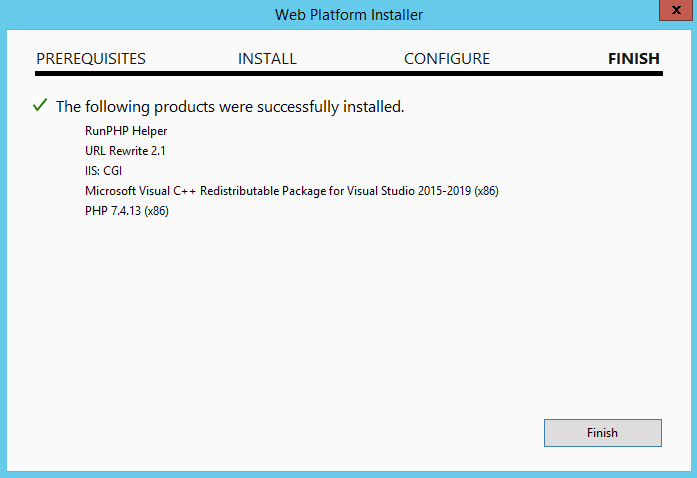 Web Platform Installer
x
PREREQUISITES INSTALL CONFIGURE FINISH
The following products were successfully installed.
RunPHP Helper
URL Rewrite 2.1
IIS: CGI
Microsoft Visual C++ Redistributable Package for Visual Studio 2015-2019 (x86)
PHP 7.4.13 (x86)
Finish